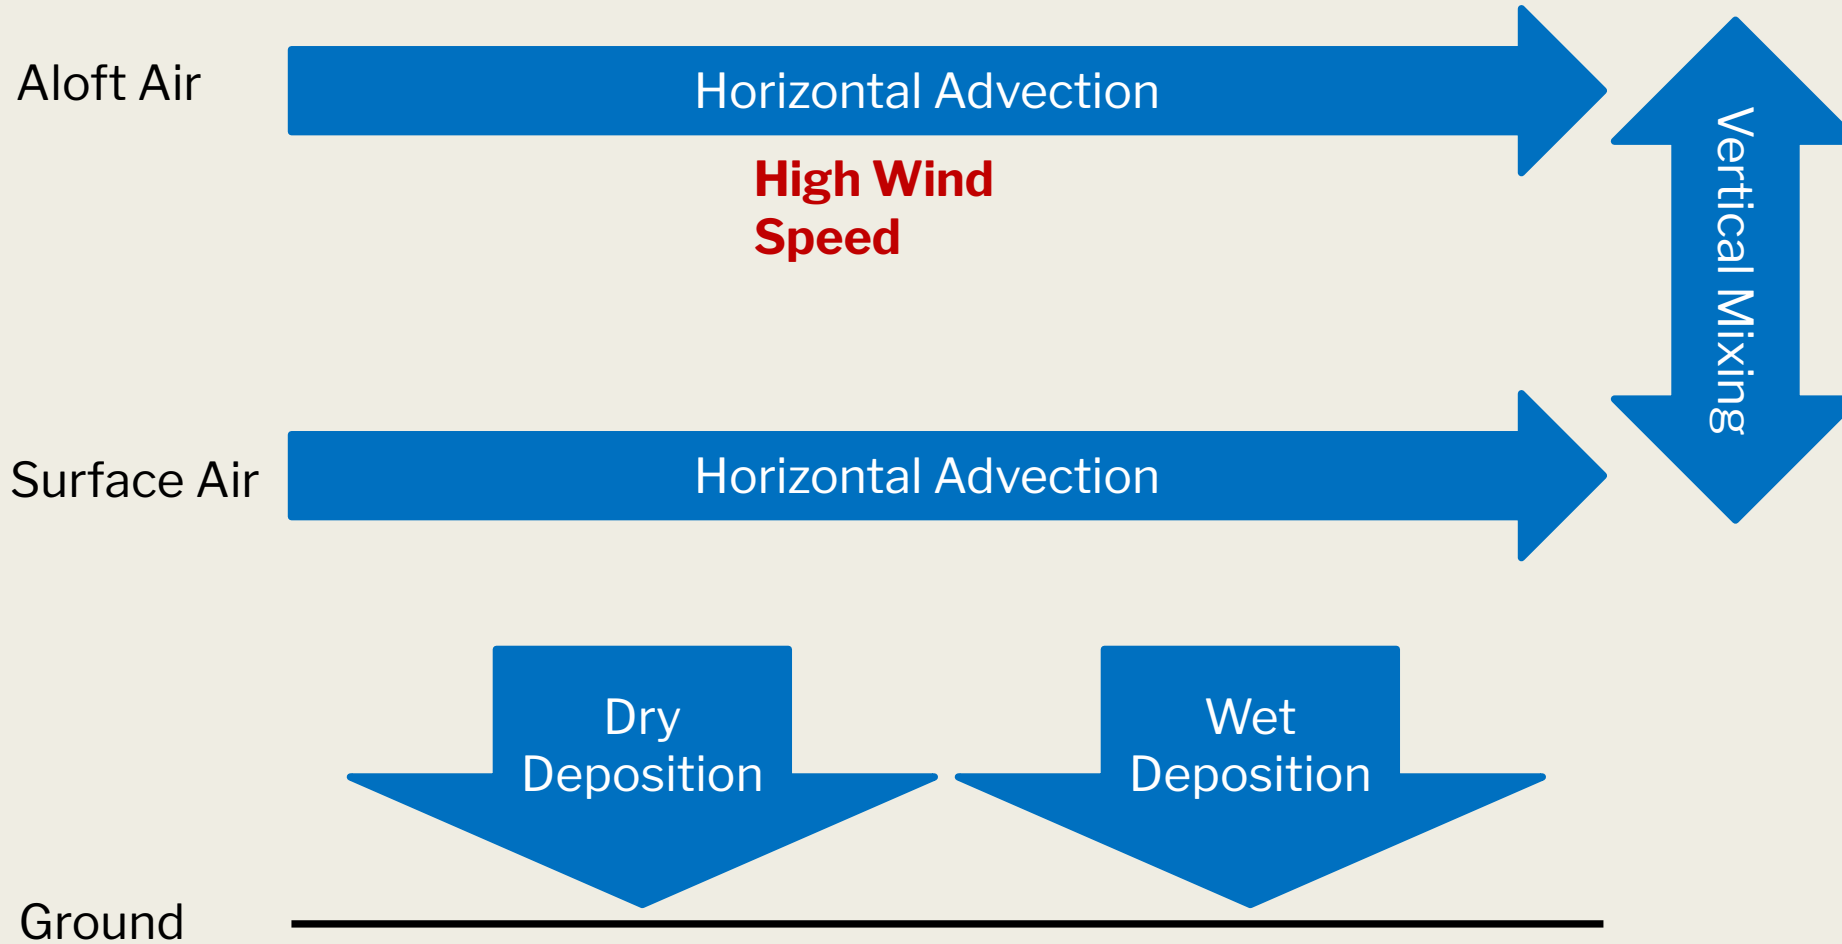 Aloft Air
Horizontal Advection
High Wind
Speed
Vertical Mixing
Surface Air
Horizontal Advection
Dry
Deposition
Wet
Deposition
Ground